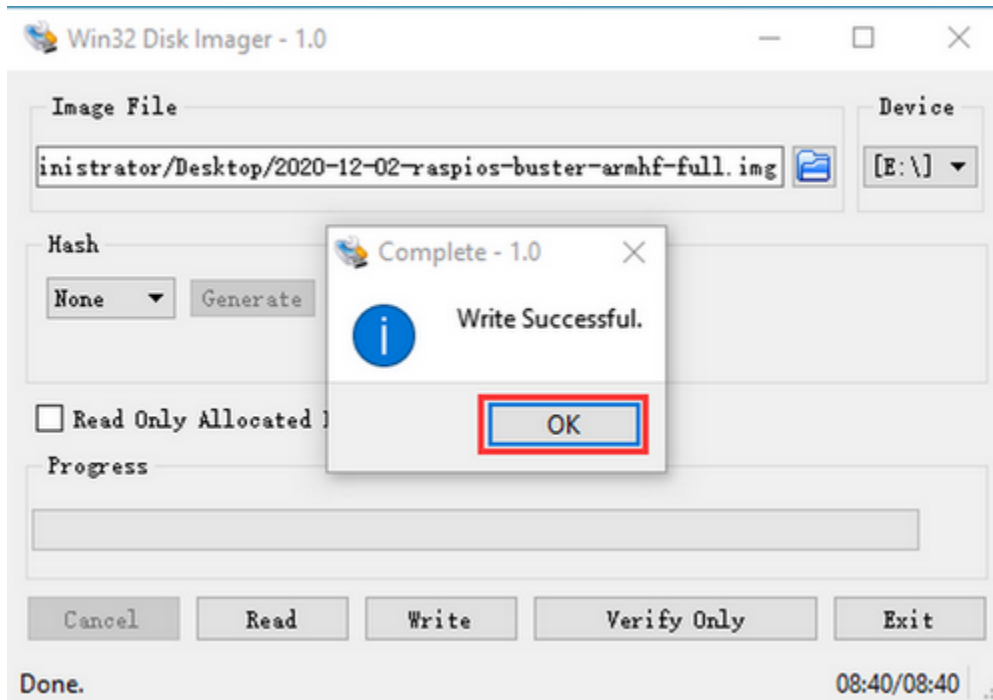 Win32 Disk Imager - 1.0
Image File
Device
inistrator/Desktop/2020-12-02-raspios-buster-armhf-full.img
[E:\]
Hash
None
Generate
Complete - 1.0
Write Successful.
OK
Read Only Allocated
Progress
Cancel
Read
Write
Verify Only
Exit
Done.
08:40/08:40